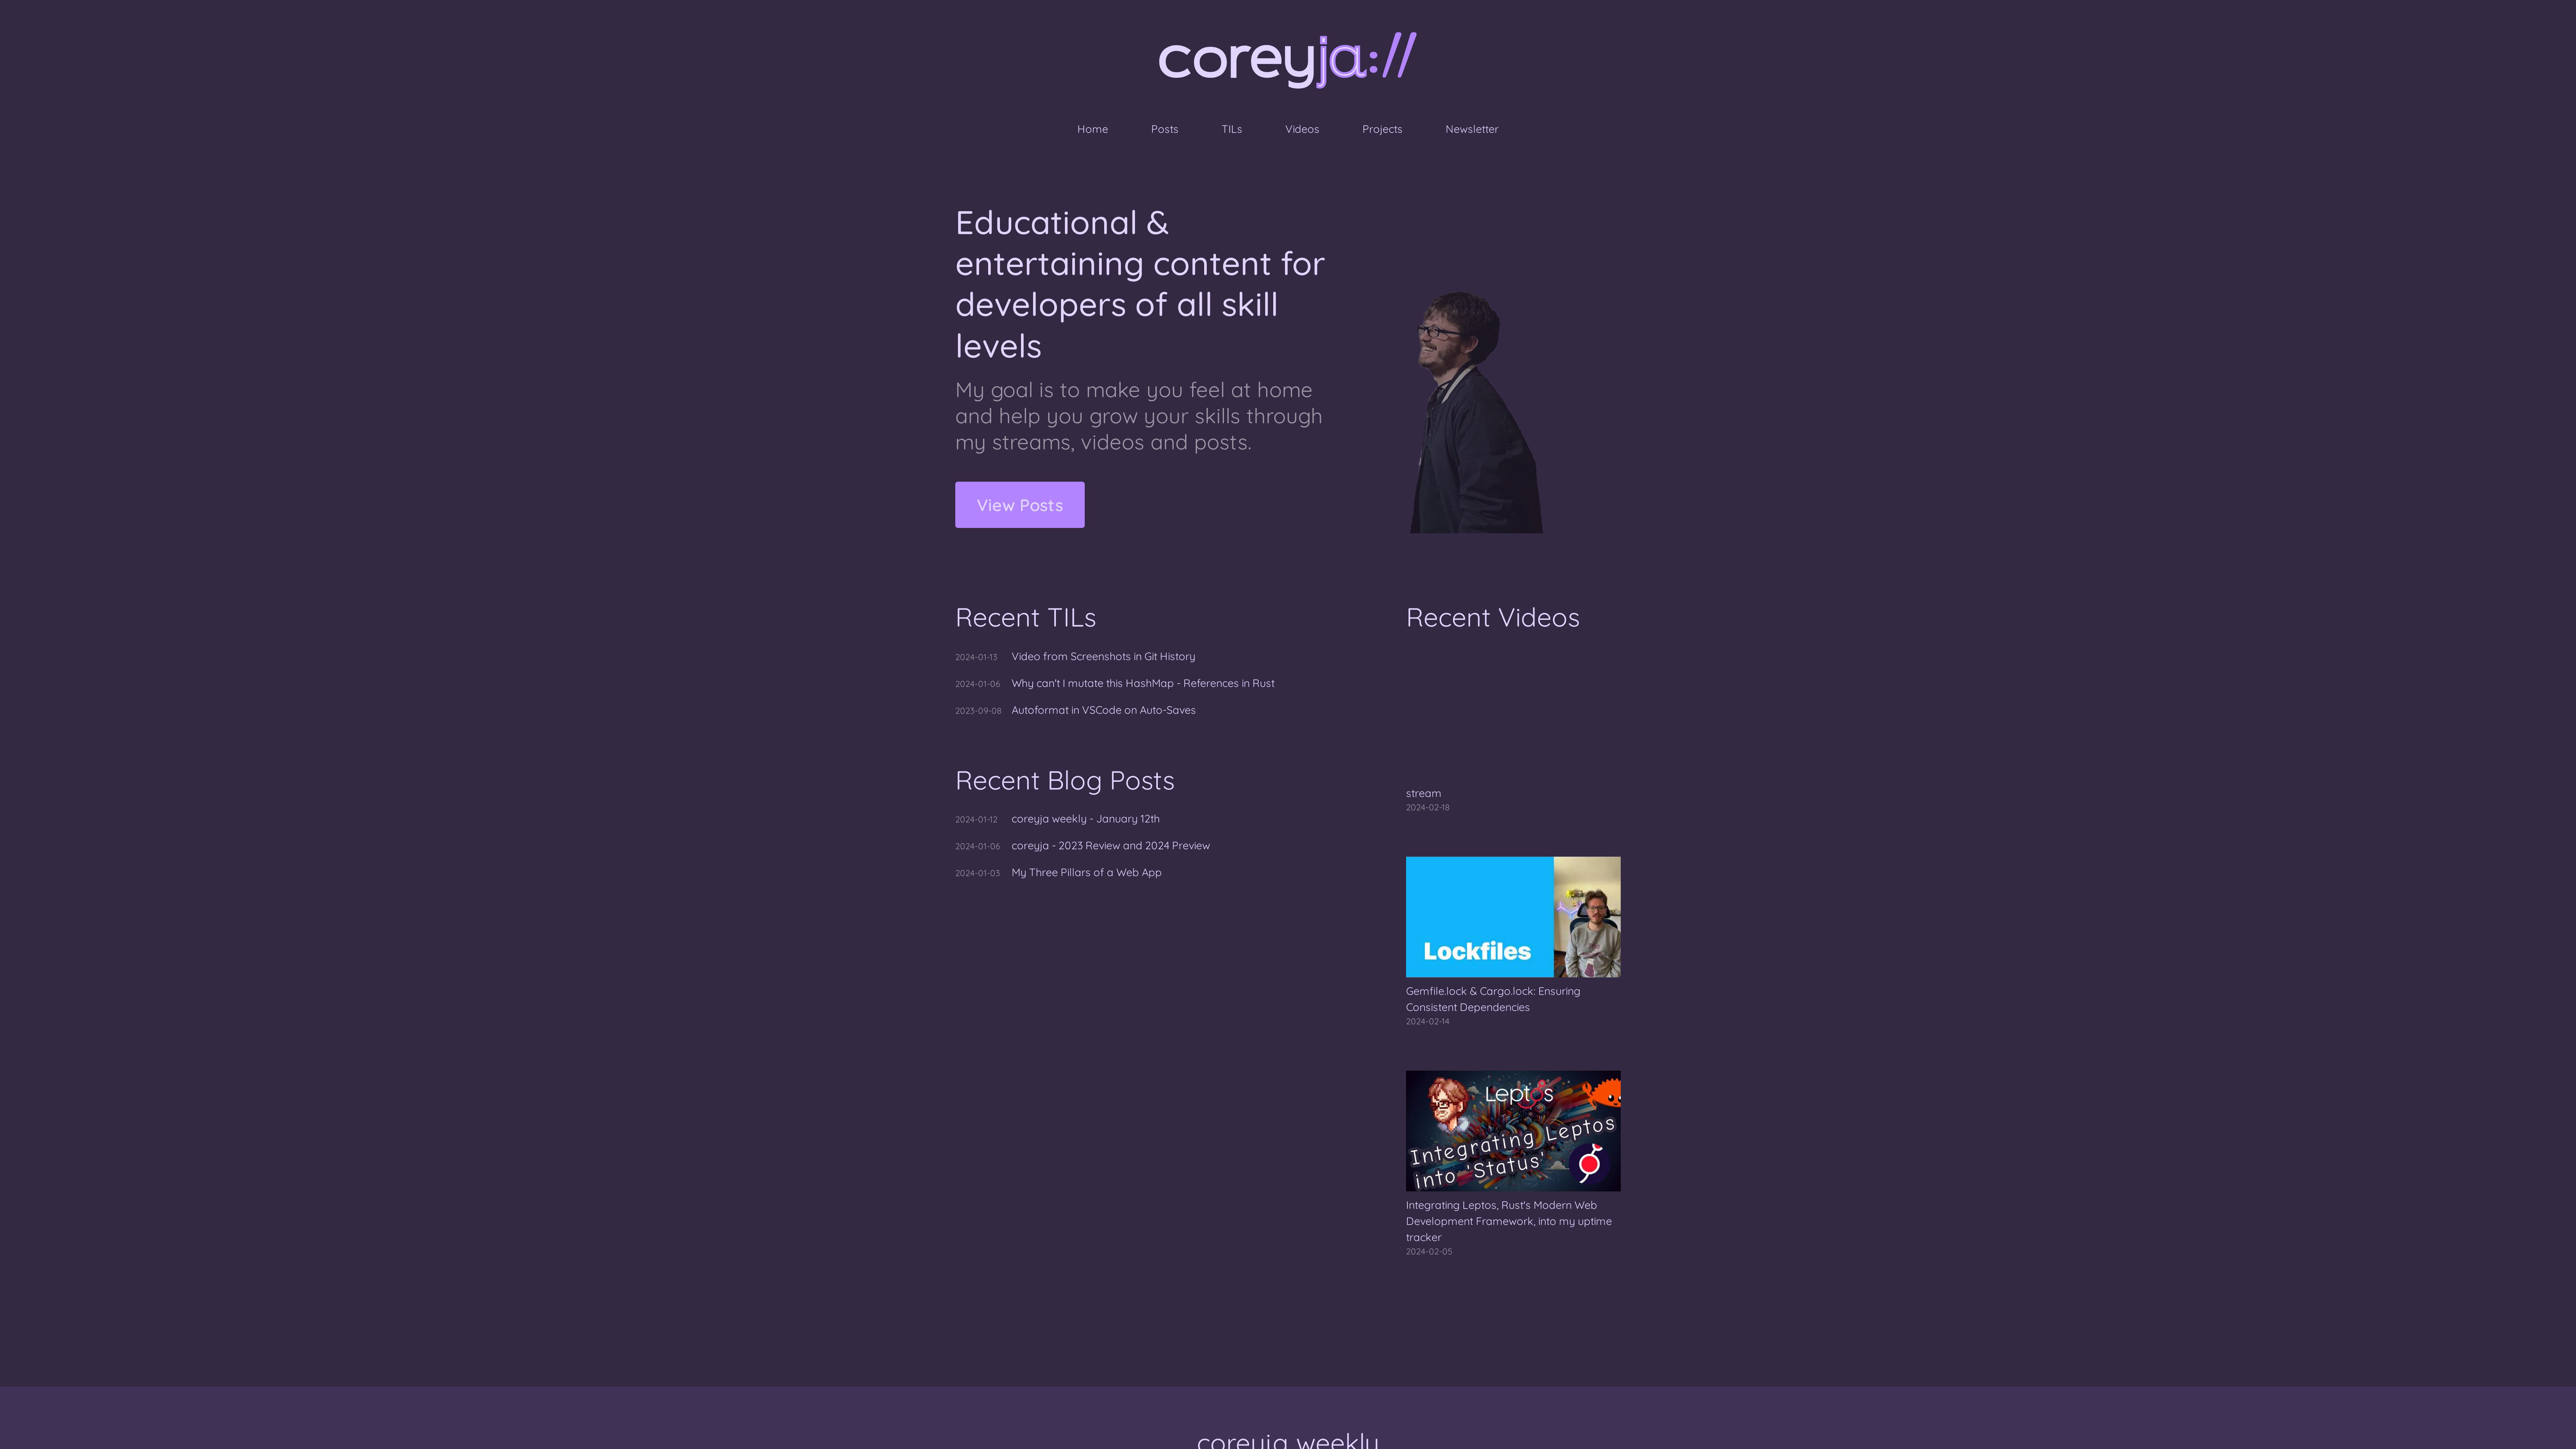 coreyja://
Home
Posts
TILs
Videos
Projects
Newsletter
Educational &
entertaining content for
developers of all skill
levels
My goal is to make you feel at home
and help you grow your skills through
my streams, videos and posts.
View Posts
Recent TILs
2024-01-13 Video from Screenshots in Git History
2024-01-06 Why can't I mutate this HashMap - References in Rust
2023-09-08 Autoformat in VSCode on Auto-Saves
Recent Blog Posts
2024-01-12 coreyja weekly - January 12th
2024-01-06 coreyja - 2023 Review and 2024 Preview
2024-01-03 My Three Pillars of a Web App
Recent Videos
stream
2024-02-18
Lockfiles
Gemfile.lock & Cargo.lock: Ensuring
Consistent Dependencies
2024-02-14
Leptos
Integrating Leptos
into 'Status'
Integrating Leptos, Rust's Modern Web
Development Framework, into my uptime
tracker
2024-02-05
coreyja weekly